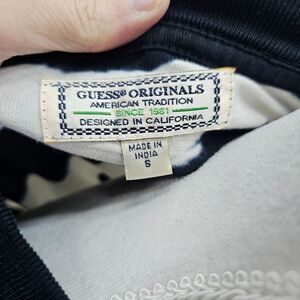 GUESS® ORIGINALS
AMERICAN TRADITION
SINCE 1981
DESIGNED IN CALIFORNIA
MADE IN
INDIA
S